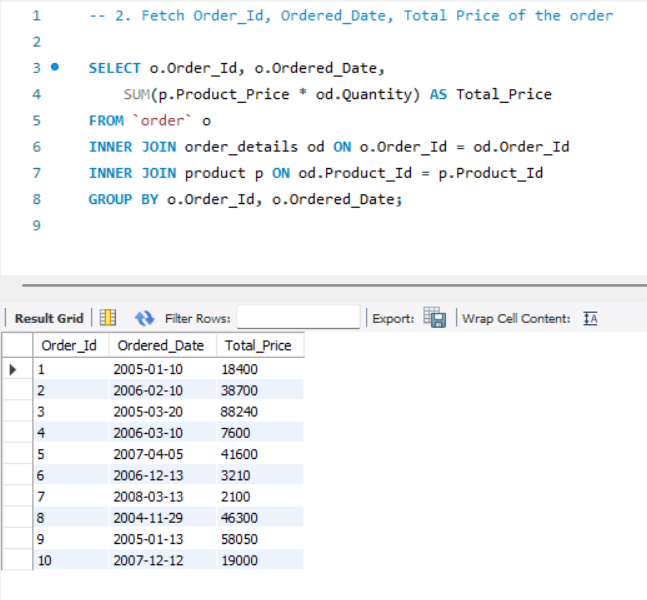 1 -- 2. Fetch Order_Id, Ordered_Date, Total Price of the order
2
3 SELECT o.Order_Id, o.Ordered_Date,
4 SUM(p.Product_Price * od.Quantity) AS Total_Price
5 FROM `order` o
6 INNER JOIN order_details od ON o.Order_Id = od.Order_Id
7 INNER JOIN product p ON od.Product_Id = p.Product_Id
8 GROUP BY o.Order_Id, o.Ordered_Date;
9
Result Grid Filter Rows: Export: Wrap Cell Content:
Order_Id Ordered_Date Total_Price
1 2005-01-10 18400
2 2006-02-10 38700
3 2005-03-20 88240
4 2006-03-10 7600
5 2007-04-05 41600
6 2006-12-13 3210
7 2008-03-13 2100
8 2004-11-29 46300
9 2005-01-13 58050
10 2007-12-12 19000